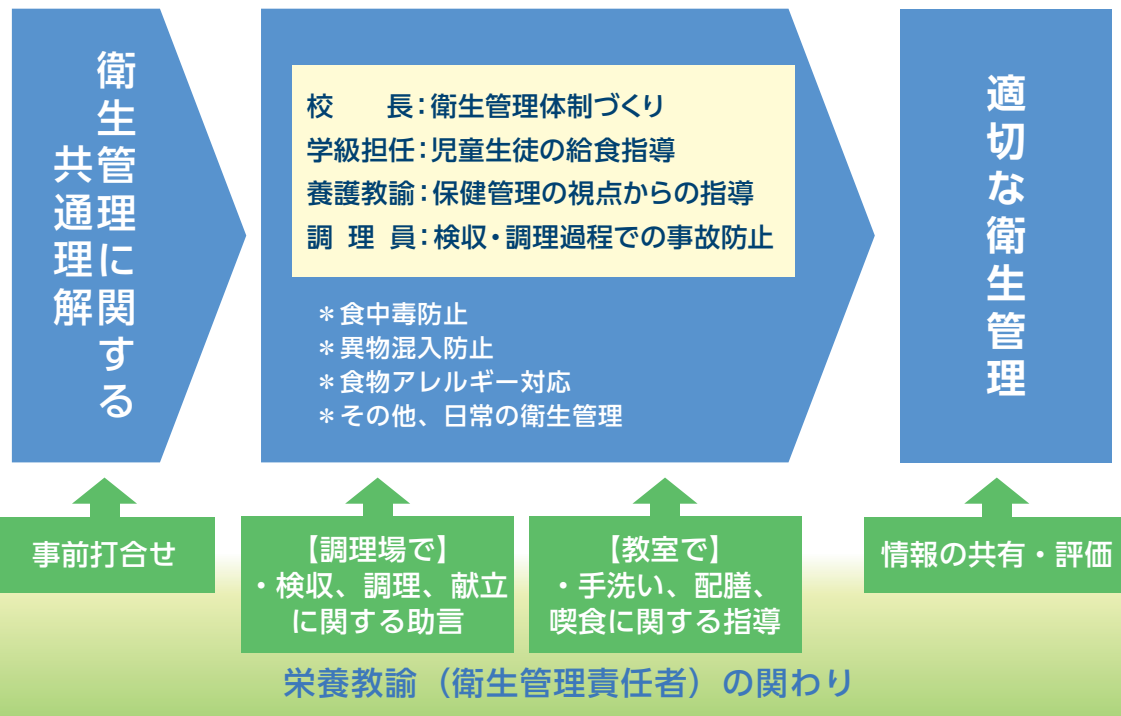 衛生管理に関する
共通理解
校　　長：衛生管理体制づくり
学級担任：児童生徒の給食指導
養護教諭：保健管理の視点からの指導
調 理 員：検収・調理過程での事故防止
＊食中毒防止
＊異物混入防止
＊食物アレルギー対応
＊その他、日常の衛生管理
適切な衛生管理
事前打合せ
【調理場で】
・検収、調理、献立
に関する助言
【教室で】
・手洗い、配膳、
喫食に関する指導
情報の共有・評価
栄養教諭（衛生管理責任者）の関わり